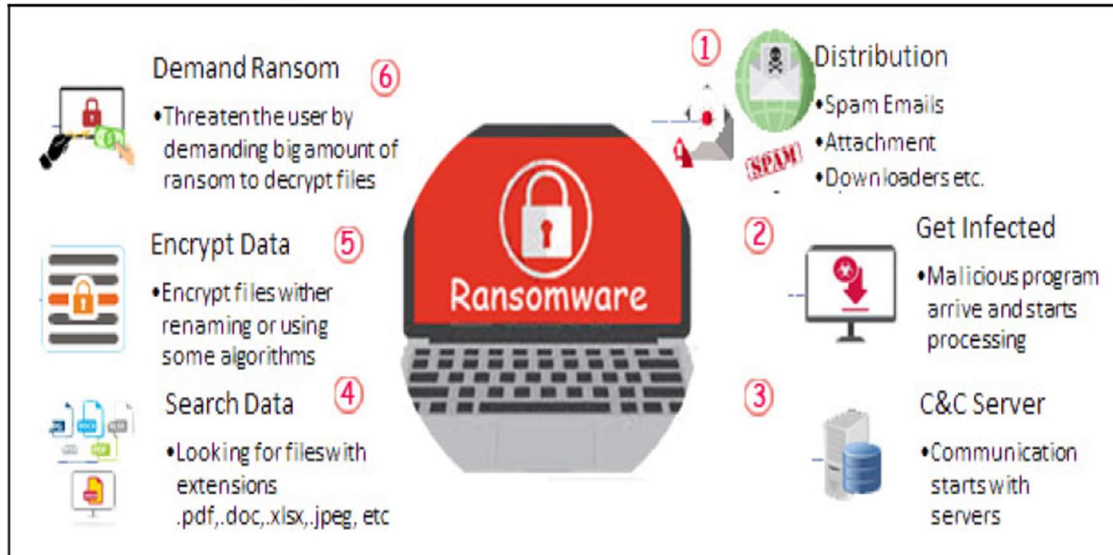 1
Distribution
•Spam Emails
•Attachment
•Downloaders etc.
SPAM
2
Get Infected
•Malicious program
arrive and starts
processing
3
C&C Server
•Communication
starts with
servers
4
Search Data
•Looking for files with
extensions
.pdf,.doc,.xlsx,.jpeg, etc
5
Encrypt Data
•Encrypt files wither
renaming or using
some algorithms
6
Demand Ransom
•Threaten the user by
demanding big amount of
ransom to decrypt files
Ransomware